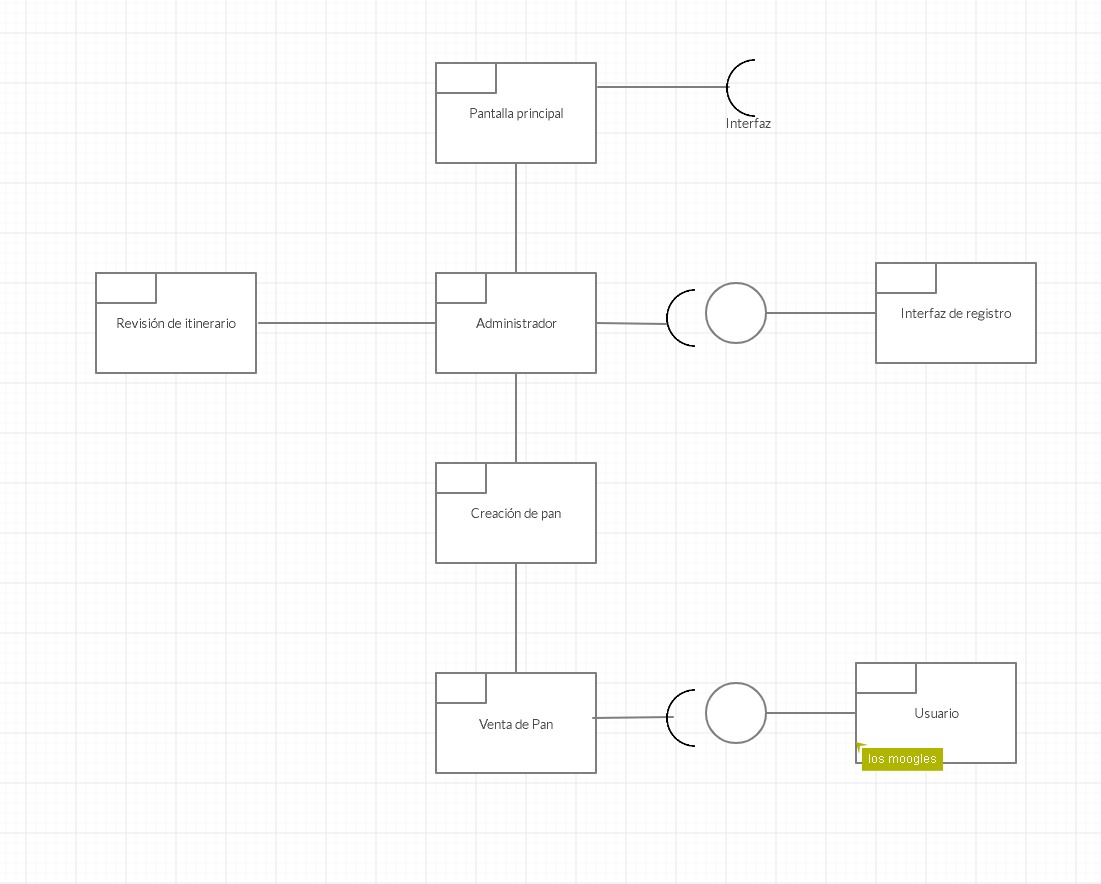 Pantalla principal
Interfaz
Revisión de itinerario
Administrador
Interfaz de registro
Creación de pan
Venta de Pan
Usuario
los moogles